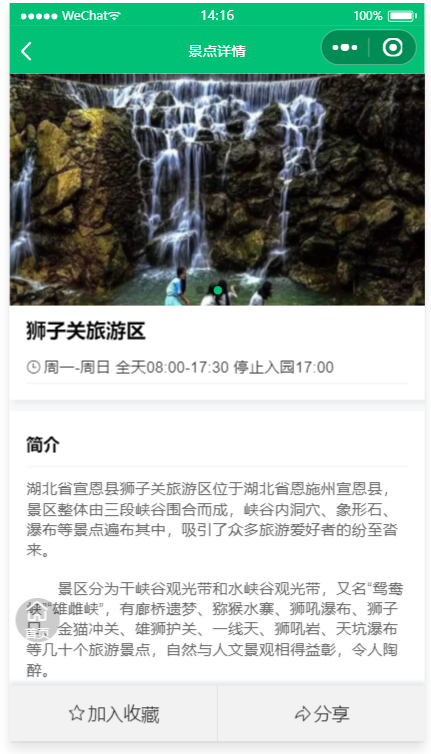 WeChat 14:16 100%
景点详情
狮子关旅游区
周一-周日 全天08:00-17:30 停止入园17:00
简介
湖北省宣恩县狮子关旅游区位于湖北省恩施州宣恩县，
景区整体由三段峡谷围合而成，峡谷内洞穴、象形石、
瀑布等景点遍布其中，吸引了众多旅游爱好者的纷至沓
来。
景区分为干峡谷观光带和水峡谷观光带，又名“鸳鸯
峡”“雄雌峡”，有廊桥遗梦、猕猴水寨、狮吼瀑布、狮子
、金猫冲关、雄狮护关、一线天、狮吼岩、天坑瀑布
等几十个旅游景点，自然与人文景观相得益彰，令人陶
醉。
首页
加入收藏 分享